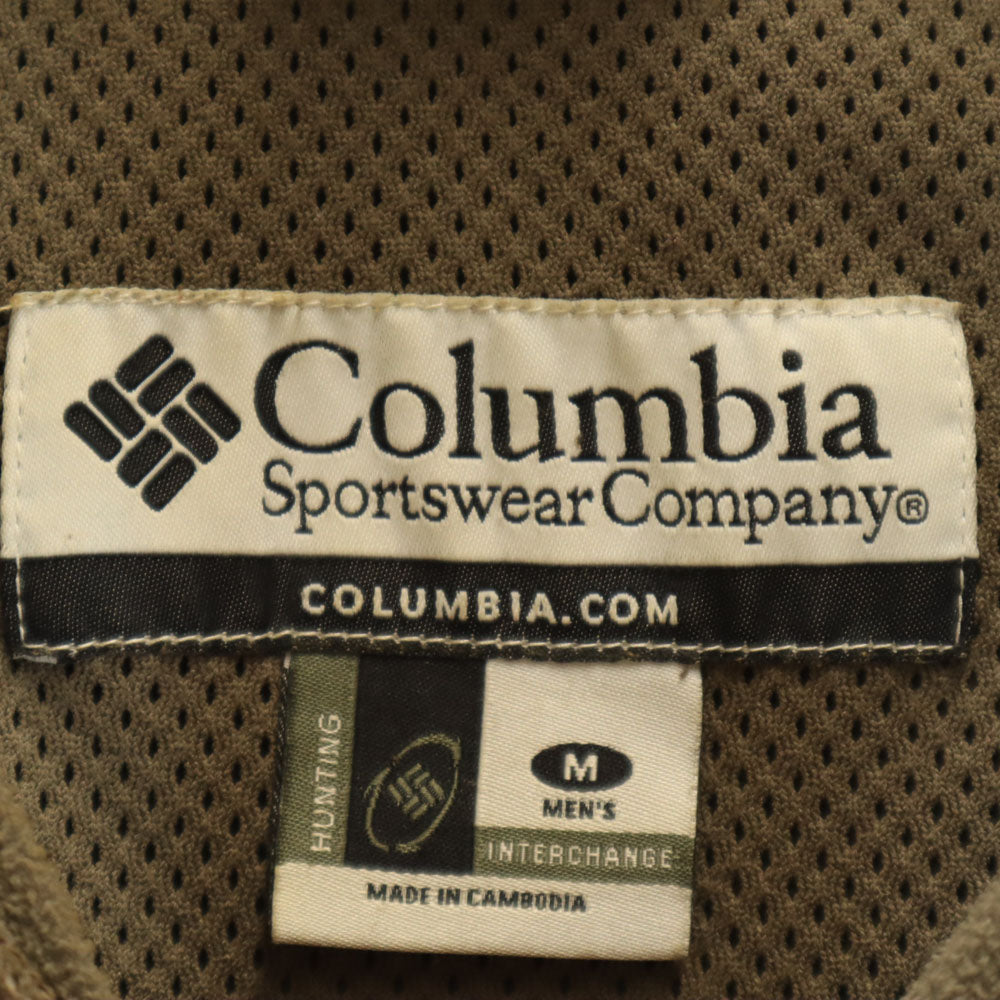 Columbia
Sportswear Company®
COLUMBIA.COM
HUNTING
M
MEN'S
INTERCHANGE
MADE IN CAMBODIA